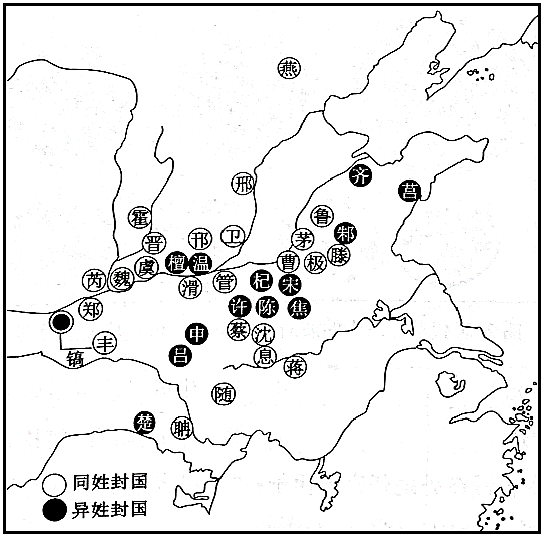 燕
齐
邢
莒
霍
鲁
邾
晋
邘
卫
茅
滕
虞
檀
温
曹
极
芮
魏
滑
管
杞
宋
郑
许
陈
焦
蔡
沈
申
丰
镐
吕
息
蒋
随
楚
聃
同姓封国
异姓封国